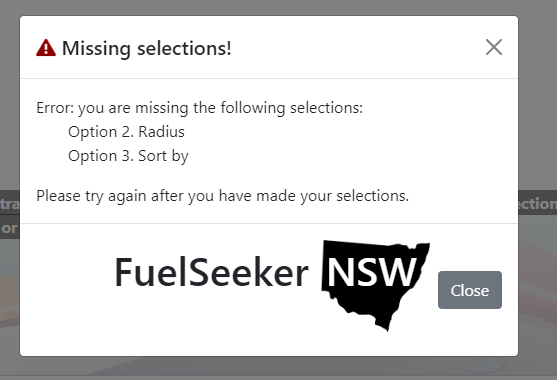 Missing selections!
Error: you are missing the following selections:
Option 2. Radius
Option 3. Sort by
Please try again after you have made your selections.
FuelSeeker NSW
Close